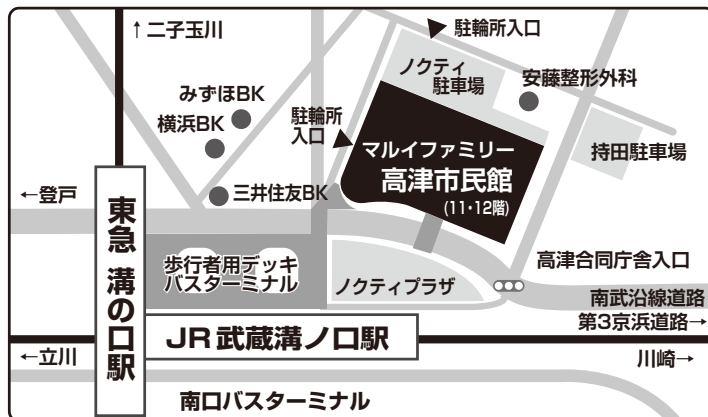 ↑二子玉川
▼駐輪所入口
ノクティ
駐車場
安藤整形外科
みずほBK
横浜BK
駐輪所
入口
マルイファミリー
高津市民館
(11・12階)
持田駐車場
←登戸
三井住友BK
東急 溝の口駅
歩行者用デッキ
バスターミナル
ノクティプラザ
高津合同庁舎入口
南武沿線道路
第3京浜道路→
JR武蔵溝ノ口駅
←立川
川崎→
南口バスターミナル